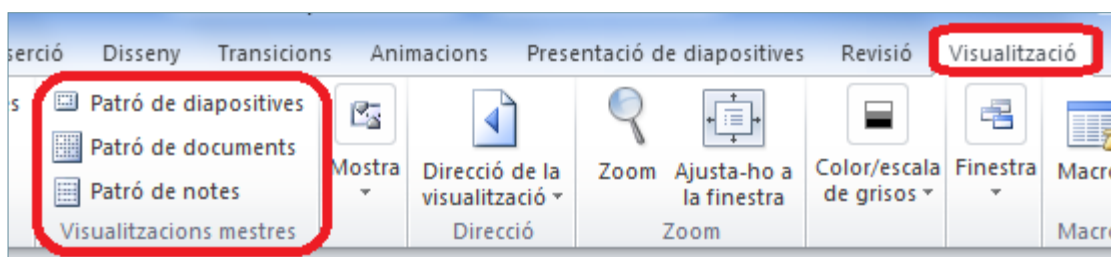 serció Disseny Transicions Animacions Presentació de diapositives Revisió Visualització
s Patró de diapositives
Patró de documents
Patró de notes
Visualitzacions mestres
Mostra
Direcció de la
visualització
Direcció
Zoom Ajusta-ho a
la finestra
Zoom
Color/escala
de grisos
Finestra
Macr
Macr